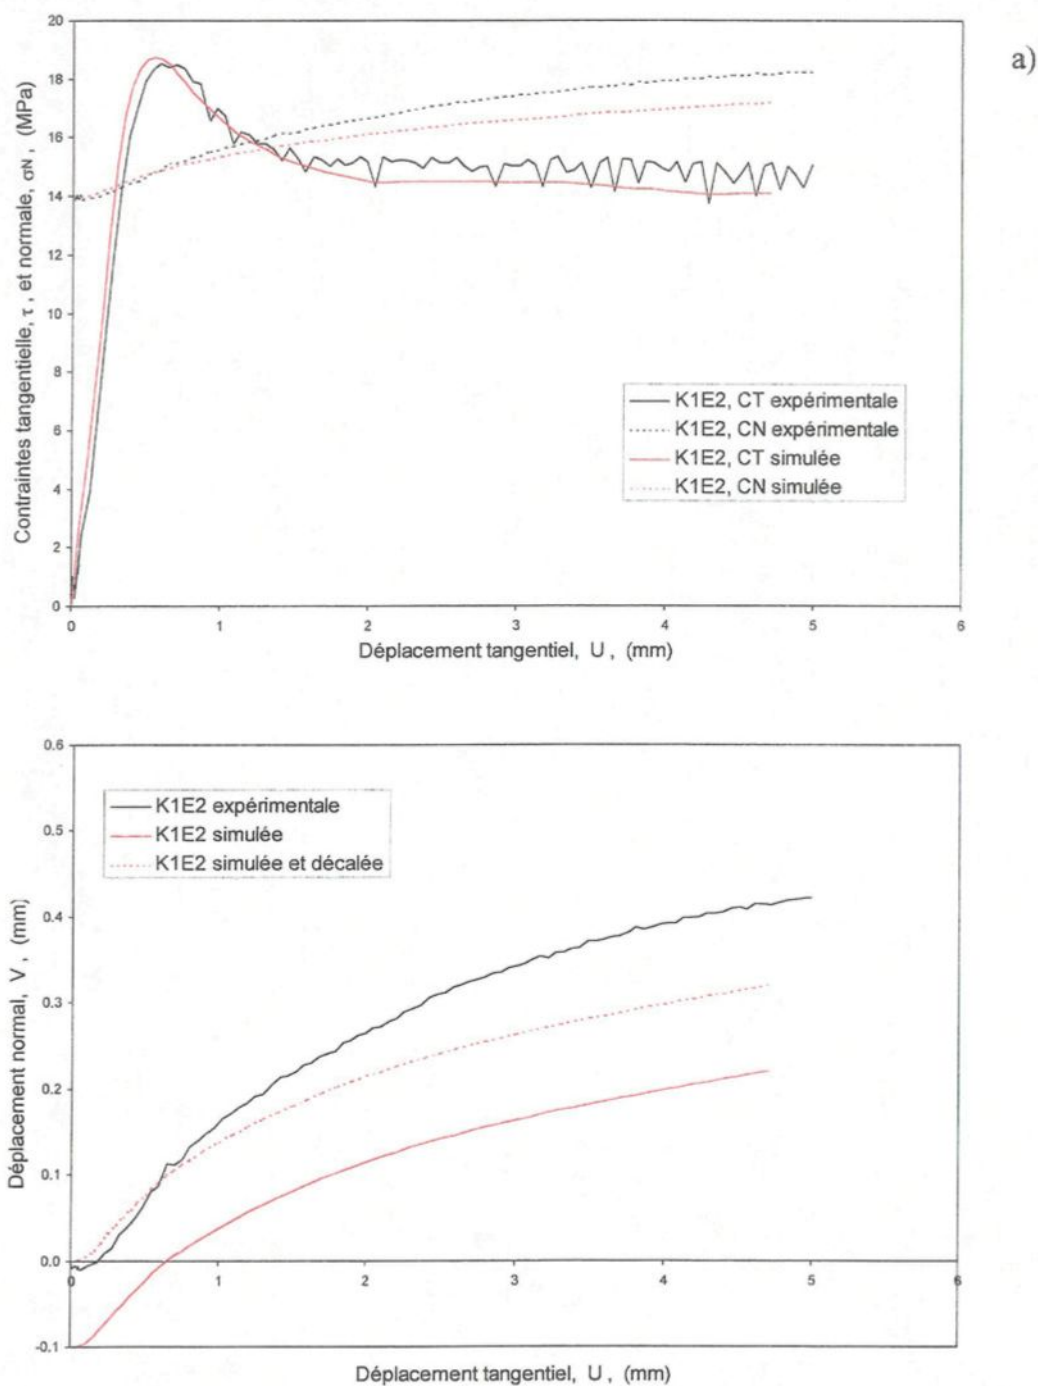 a)
Contraintes tangentielle, τ , et normale, σN , (MPa)
20
18
16
14
12
10
8
6
4
2
0
K1E2, CT expérimentale
K1E2, CN expérimentale
K1E2, CT simulée
K1E2, CN simulée
0 1 2 3 4 5 6
Déplacement tangentiel, U , (mm)
Déplacement normal, V , (mm)
0.6
0.5
0.4
0.3
0.2
0.1
0.0
-0.1
K1E2 expérimentale
K1E2 simulée
K1E2 simulée et décalée
0 1 2 3 4 5 6
Déplacement tangentiel, U , (mm)